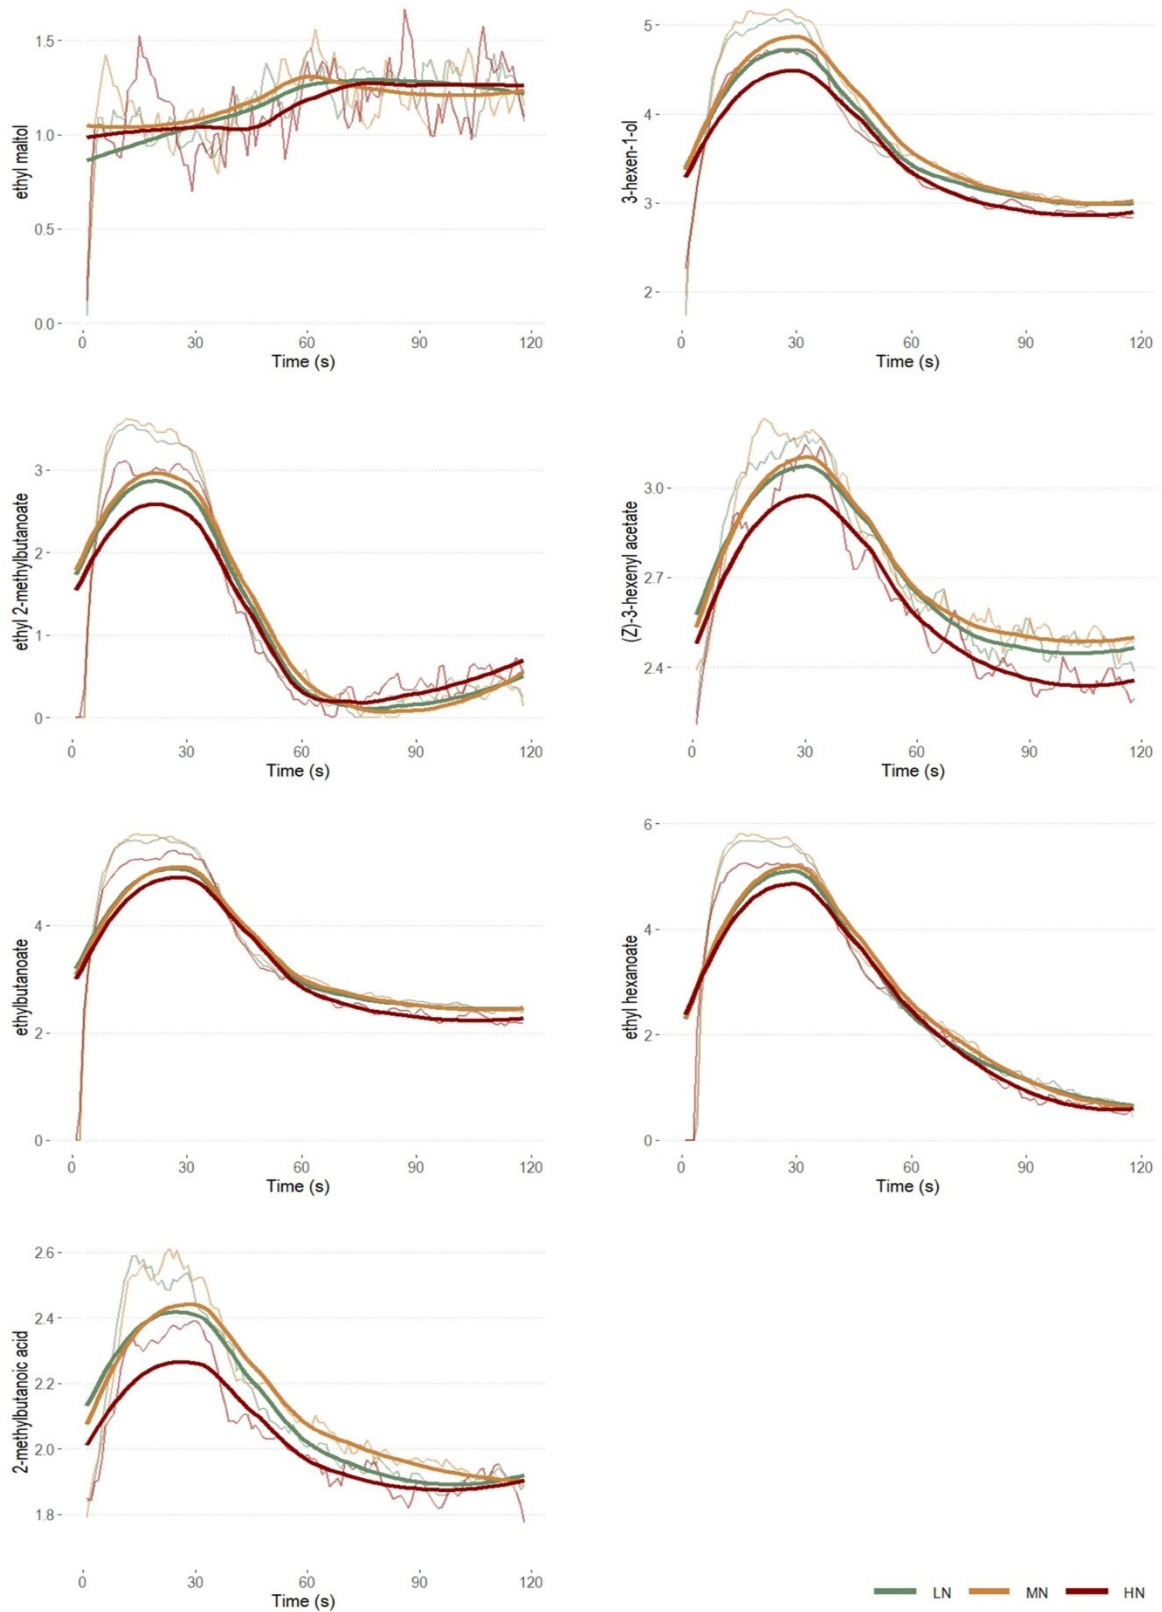 ethyl maltol
1.5
1.0
0.5
0.0
0 30 60 90 120
Time (s)
3-hexen-1-ol
5
4
3
2
0 30 60 90 120
Time (s)
ethyl 2-methylbutanoate
3
2
1
0
0 30 60 90 120
Time (s)
(Z)-3-hexenyl acetate
3.0
2.7
2.4
0 30 60 90 120
Time (s)
ethylbutanoate
4
2
0
0 30 60 90 120
Time (s)
ethyl hexanoate
6
4
2
0
0 30 60 90 120
Time (s)
2-methylbutanoic acid
2.6
2.4
2.2
2.0
1.8
0 30 60 90 120
Time (s)
LN MN HN